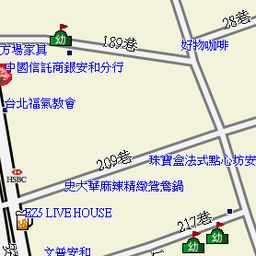 28巷
方場家具
幼
189巷
好物咖啡
中國信託商銀安和分行
台北福氣教會
209巷
珠寶盒法式點心坊安
HSBC
史大華麻辣精緻鴛鴦鍋
EZ5 LIVE HOUSE
217巷
幼
幼
文普安和